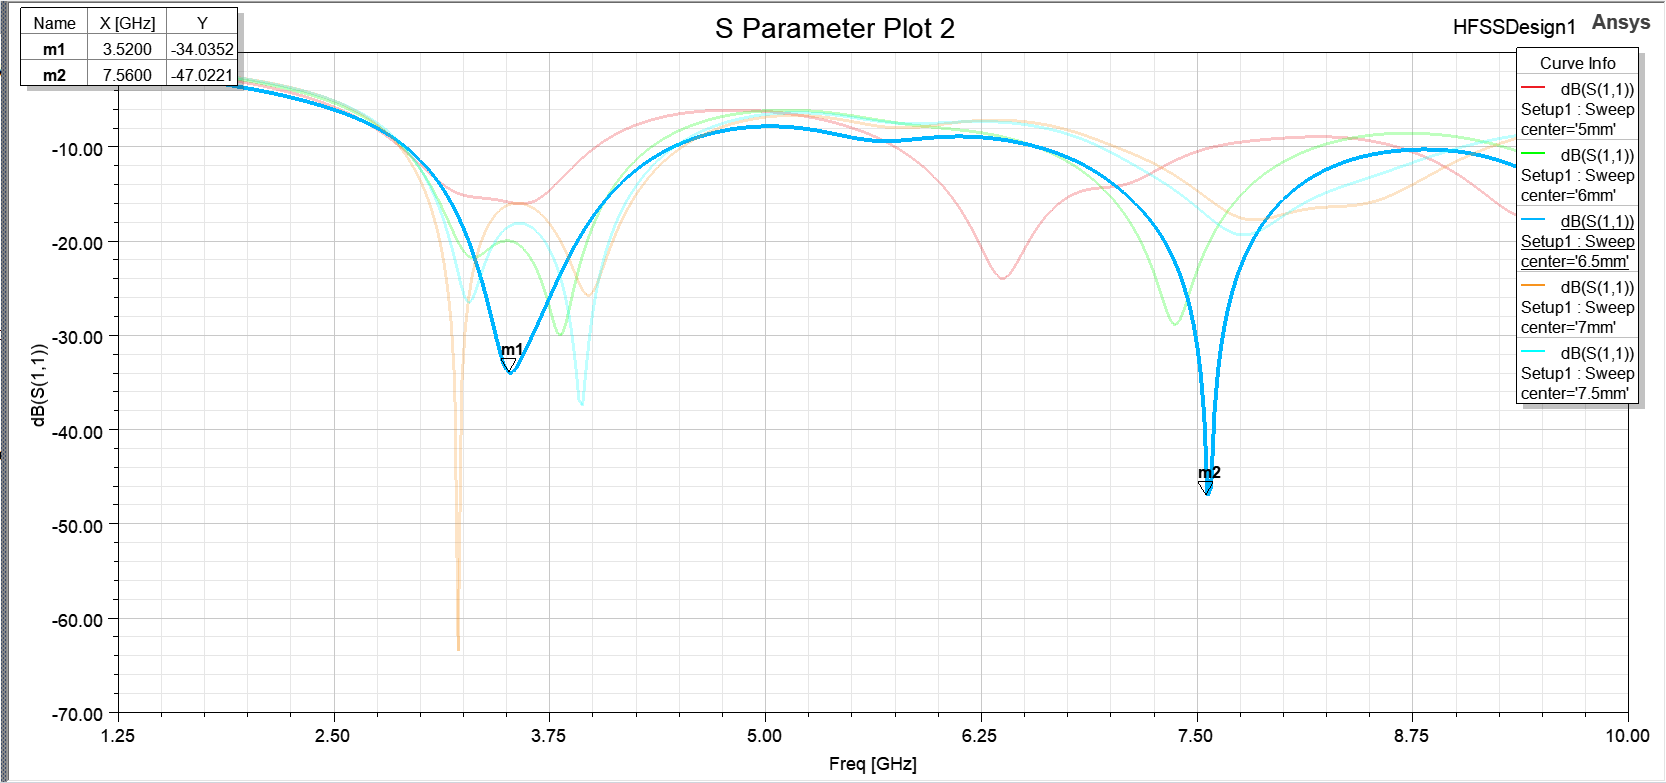 S Parameter Plot 2
HFSSDesign1
Ansys
Name X [GHz] Y
m1 3.5200 -34.0352
m2 7.5600 -47.0221
Curve Info
dB(S(1,1))
Setup1 : Sweep
center='5mm'
dB(S(1,1))
Setup1 : Sweep
center='6mm'
dB(S(1,1))
Setup1 : Sweep
center='6.5mm'
dB(S(1,1))
Setup1 : Sweep
center='7mm'
dB(S(1,1))
Setup1 : Sweep
center='7.5mm'
dB(S(1,1))
-10.00
-20.00
-30.00
-40.00
-50.00
-60.00
-70.00
m1
m2
1.25 2.50 3.75 5.00 6.25 7.50 8.75 10.00
Freq [GHz]